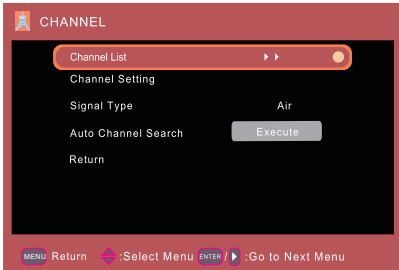 CHANNEL
Channel List
Channel Setting
Signal Type Air
Auto Channel Search Execute
Return
MENU Return :Select Menu ENTER / :Go to Next Menu